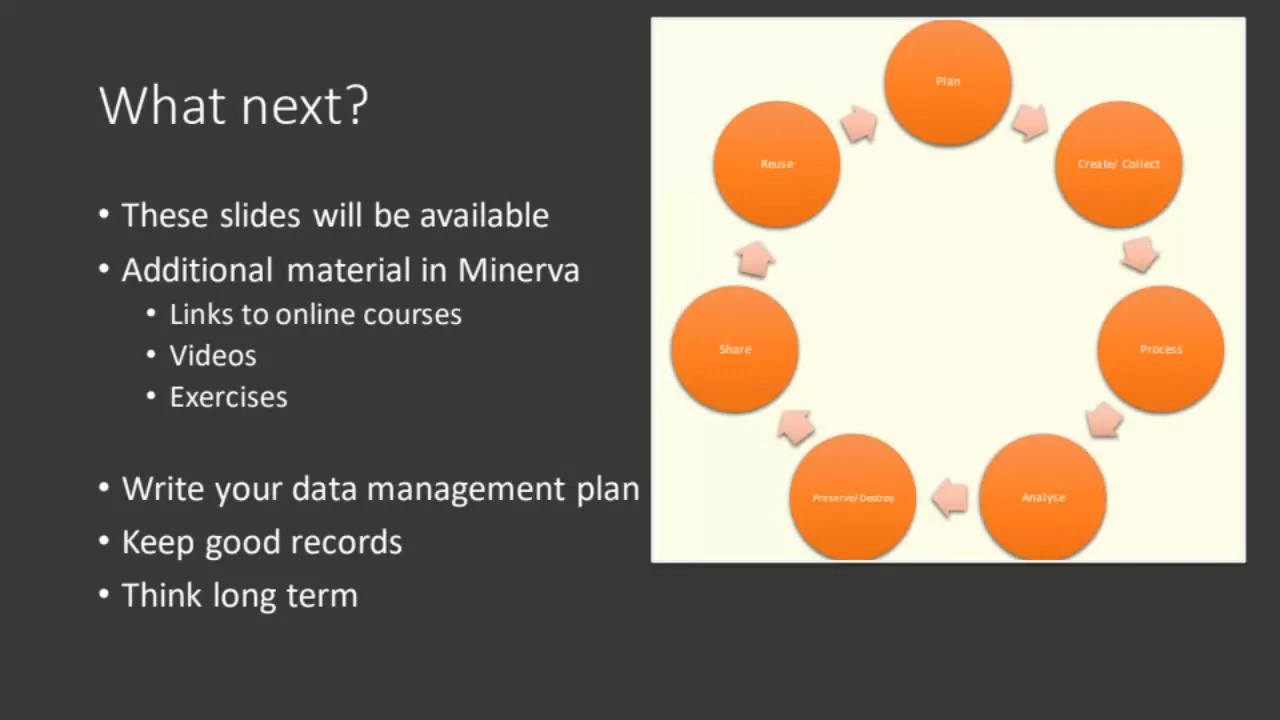 What next?
• These slides will be available
• Additional material in Minerva
• Links to online courses
• Videos
• Exercises
• Write your data management plan
• Keep good records
• Think long term
Plan
Create/ Collect
Process
Analyse
Preserve/Destroy
Share
Reuse